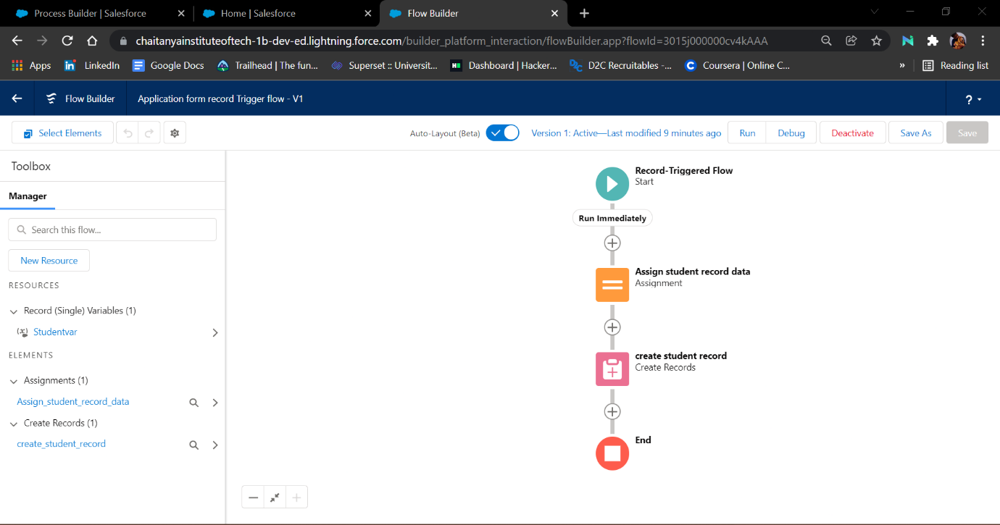 Process Builder | Salesforce
Home | Salesforce
Flow Builder
chaitanyainstituteoftech-1b-dev-ed.lightning.force.com/builder_platform_interaction/flowBuilder.app?flowId=3015j000000cv4kAAA
Apps
LinkedIn
Google Docs
Trailhead | The fun...
Superset :: Universit...
Dashboard | Hacker...
D2C Recruitables -...
Coursera | Online C...
»
Reading list
Flow Builder
Application form record Trigger flow - V1
?
Select Elements
Auto-Layout (Beta)
Version 1: Active—Last modified 9 minutes ago
Run
Debug
Deactivate
Save As
Save
Toolbox
Manager
Search this flow...
New Resource
RESOURCES
Record (Single) Variables (1)
Studentvar
ELEMENTS
Assignments (1)
Assign_student_record_data
Create Records (1)
create_student_record
Record-Triggered Flow
Start
Run Immediately
Assign student record data
Assignment
create student record
Create Records
End